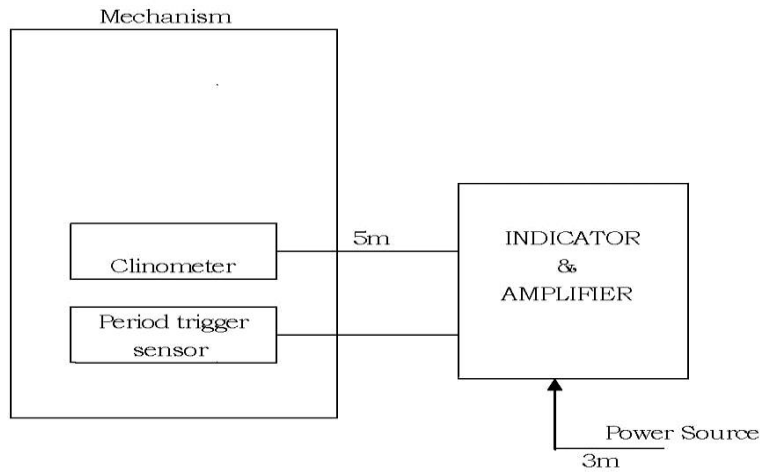 Mechanism
Clinometer
Period trigger
sensor
5m
INDICATOR
&
AMPLIFIER
Power Source
3m